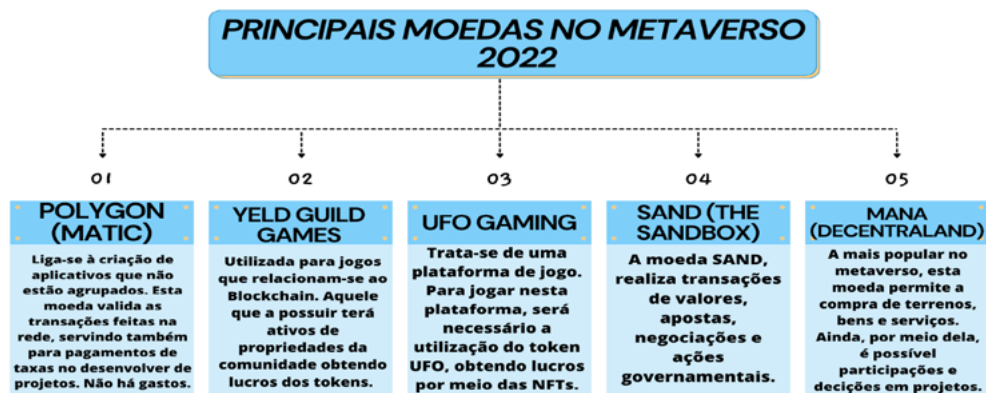 PRINCIPAIS MOEDAS NO METAVERSO
2022
01
POLYGON
(MATIC)
Liga-se à criação de
aplicativos que não
estão agrupados. Esta
moeda valida as
transações feitas na
rede, servindo também
para pagamentos de
taxas no desenvolver de
projetos. Não há gastos.
02
YELD GUILD
GAMES
Utilizada para jogos
que relacionam-se ao
Blockchain. Aquele
que a possuir terá
ativos de
propriedades da
comunidade obtendo
lucros dos tokens.
03
UFO GAMING
Trata-se de uma
plataforma de jogo.
Para jogar nesta
plataforma, será
necessário a
utilização do token
UFO, obtendo lucros
por meio das NFTs.
04
SAND (THE
SANDBOX)
A moeda SAND,
realiza transações
de valores,
apostas,
negociações e
ações
governamentais.
05
MANA
(DECENTRALAND)
A mais popular no
metaverso, esta
moeda permite a
compra de terrenos,
bens e serviços.
Ainda, por meio dela,
é possível
participações e
decições em projetos.